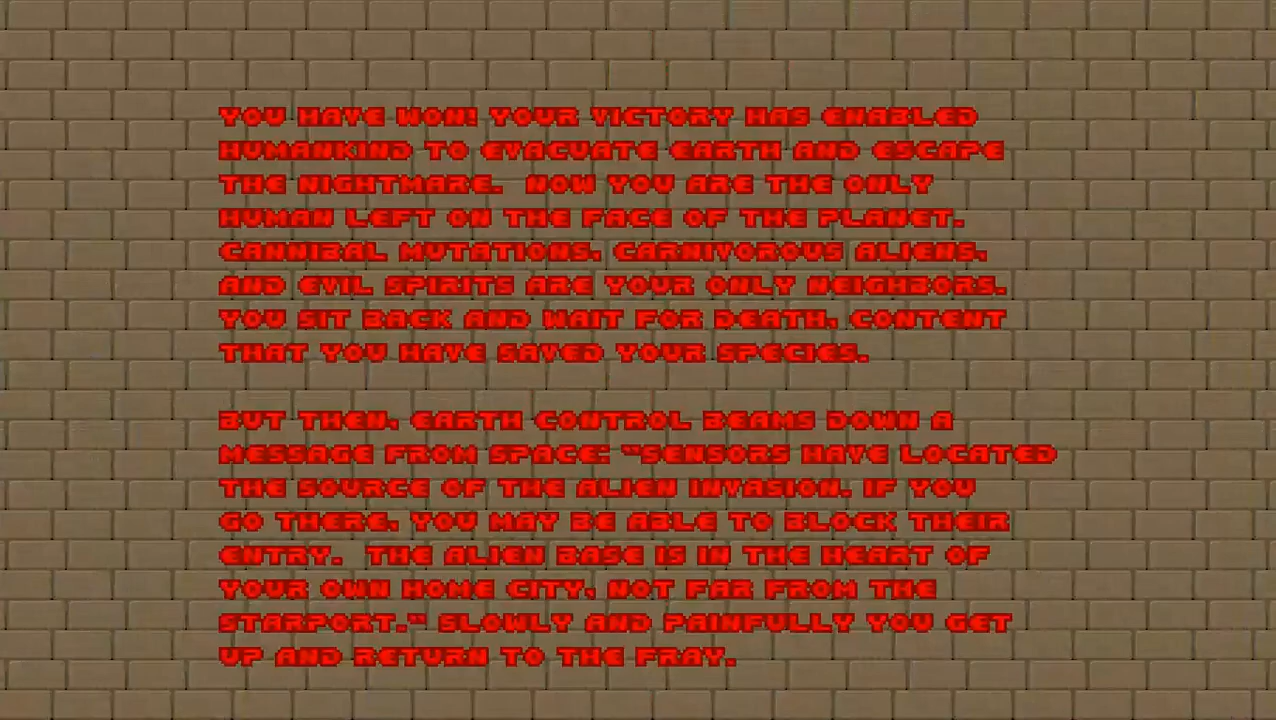 YOU HAVE WON! YOUR VICTORY HAS ENABLED
HUMANKIND TO EVACUATE EARTH AND ESCAPE
THE NIGHTMARE.  NOW YOU ARE THE ONLY
HUMAN LEFT ON THE FACE OF THE PLANET.
CANNIBAL MUTATIONS, CARNIVOROUS ALIENS,
AND EVIL SPIRITS ARE YOUR ONLY NEIGHBORS.
YOU SIT BACK AND WAIT FOR DEATH, CONTENT
THAT YOU HAVE SAVED YOUR SPECIES.
BUT THEN, EARTH CONTROL BEAMS DOWN A
MESSAGE FROM SPACE: "SENSORS HAVE LOCATED
THE SOURCE OF THE ALIEN INVASION. IF YOU
GO THERE, YOU MAY BE ABLE TO BLOCK THEIR
ENTRY.  THE ALIEN BASE IS IN THE HEART OF
YOUR OWN HOME CITY, NOT FAR FROM THE
STARPORT." SLOWLY AND PAINFULLY YOU GET
UP AND RETURN TO THE FRAY.